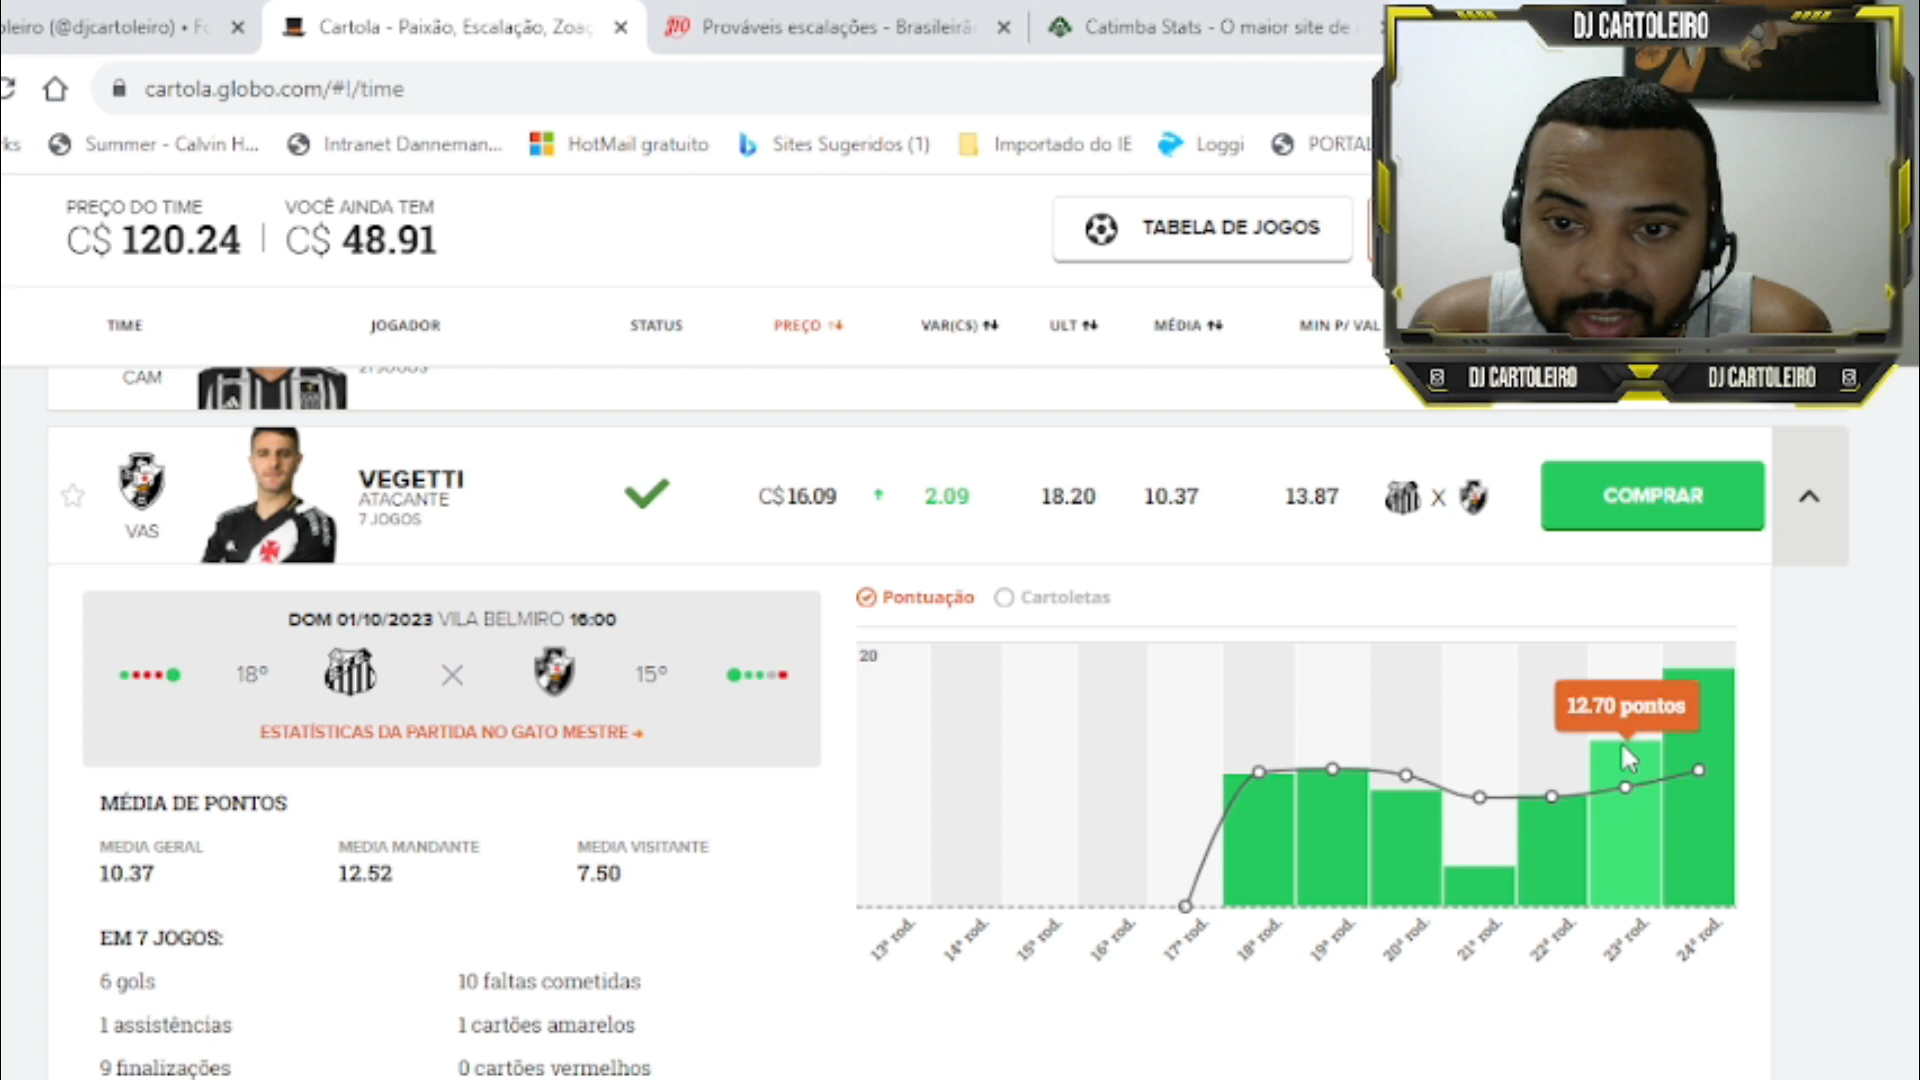 oleiro (@djcartoleiro) • Fo
Cartola - Paixão, Escalação, Zoaç
Prováveis escalações - Brasileirã
Catimba Stats - O maior site de
DJ CARTOLEIRO
cartola.globo.com/#!/time
ks
Summer - Calvin H...
Intranet Danneman...
HotMail gratuito
Sites Sugeridos (1)
Importado do IE
Loggi
PORTAL
PREÇO DO TIME
C$ 120.24
VOCÊ AINDA TEM
C$ 48.91
TABELA DE JOGOS
TIME
JOGADOR
STATUS
PREÇO
VAR(C$)
ULT
MÉDIA
MIN P/ VAL
DJ CARTOLEIRO
DJ CARTOLEIRO
CAM
21 JOGOS
VAS
VEGETTI
ATACANTE
7 JOGOS
C$ 16.09
2.09
18.20
10.37
13.87
X
COMPRAR
DOM 01/10/2023 VILA BELMIRO 16:00
18º
15º
ESTATÍSTICAS DA PARTIDA NO GATO MESTRE
MÉDIA DE PONTOS
MEDIA GERAL
10.37
MEDIA MANDANTE
12.52
MEDIA VISITANTE
7.50
EM 7 JOGOS:
6 gols
10 faltas cometidas
1 assistências
1 cartões amarelos
9 finalizações
0 cartões vermelhos
Pontuação
Cartoletas
20
12.70 pontos
13ª rod.
14ª rod.
15ª rod.
16ª rod.
17ª rod.
18ª rod.
19ª rod.
20ª rod.
21ª rod.
22ª rod.
23ª rod.
24ª rod.